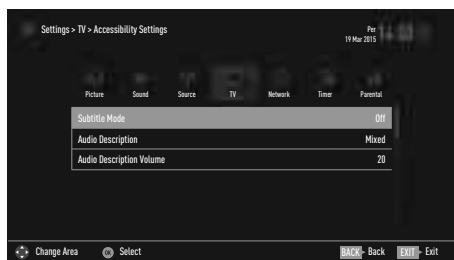 Settings > TV > Accessibility Settings
Per
19 Mar 2015
Picture Sound Source TV Network Timer Parental
Subtitle Mode Off
Audio Description Mixed
Audio Description Volume 20
Change Area OK Select BACK - Back EXIT - Exit